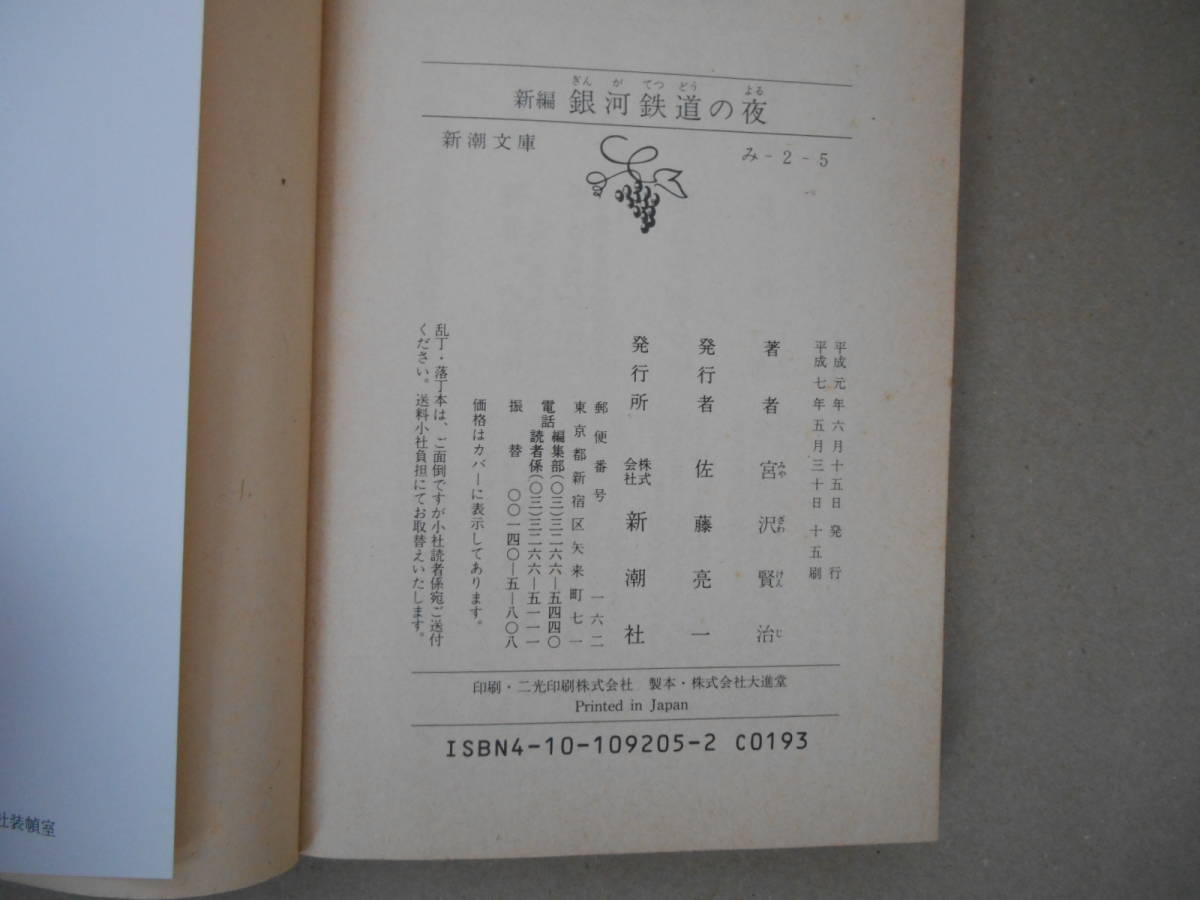 ぎん が てつ どう よる
新編 銀河鉄道の夜
新潮文庫
み-2-5
平成元年六月十五日 発行
平成七年五月三十日 十五刷
著者 宮沢賢治
みや ざわ けん じ
発行者 佐藤亮一
発行所 株式会社 新潮社
郵便番号 一六二
東京都新宿区矢来町七一
電話 編集部(〇三)三二六六―五四四〇
読者係(〇三)三二六六―五一一一
振替 〇〇一四〇―五―八〇八
価格はカバーに表示してあります。
乱丁・落丁本は、ご面倒ですが小社読者係宛ご送付
ください。送料小社負担にてお取替えいたします。
印刷・二光印刷株式会社 製本・株式会社大進堂
Printed in Japan
ISBN4-10-109205-2 C0193
社装幀室